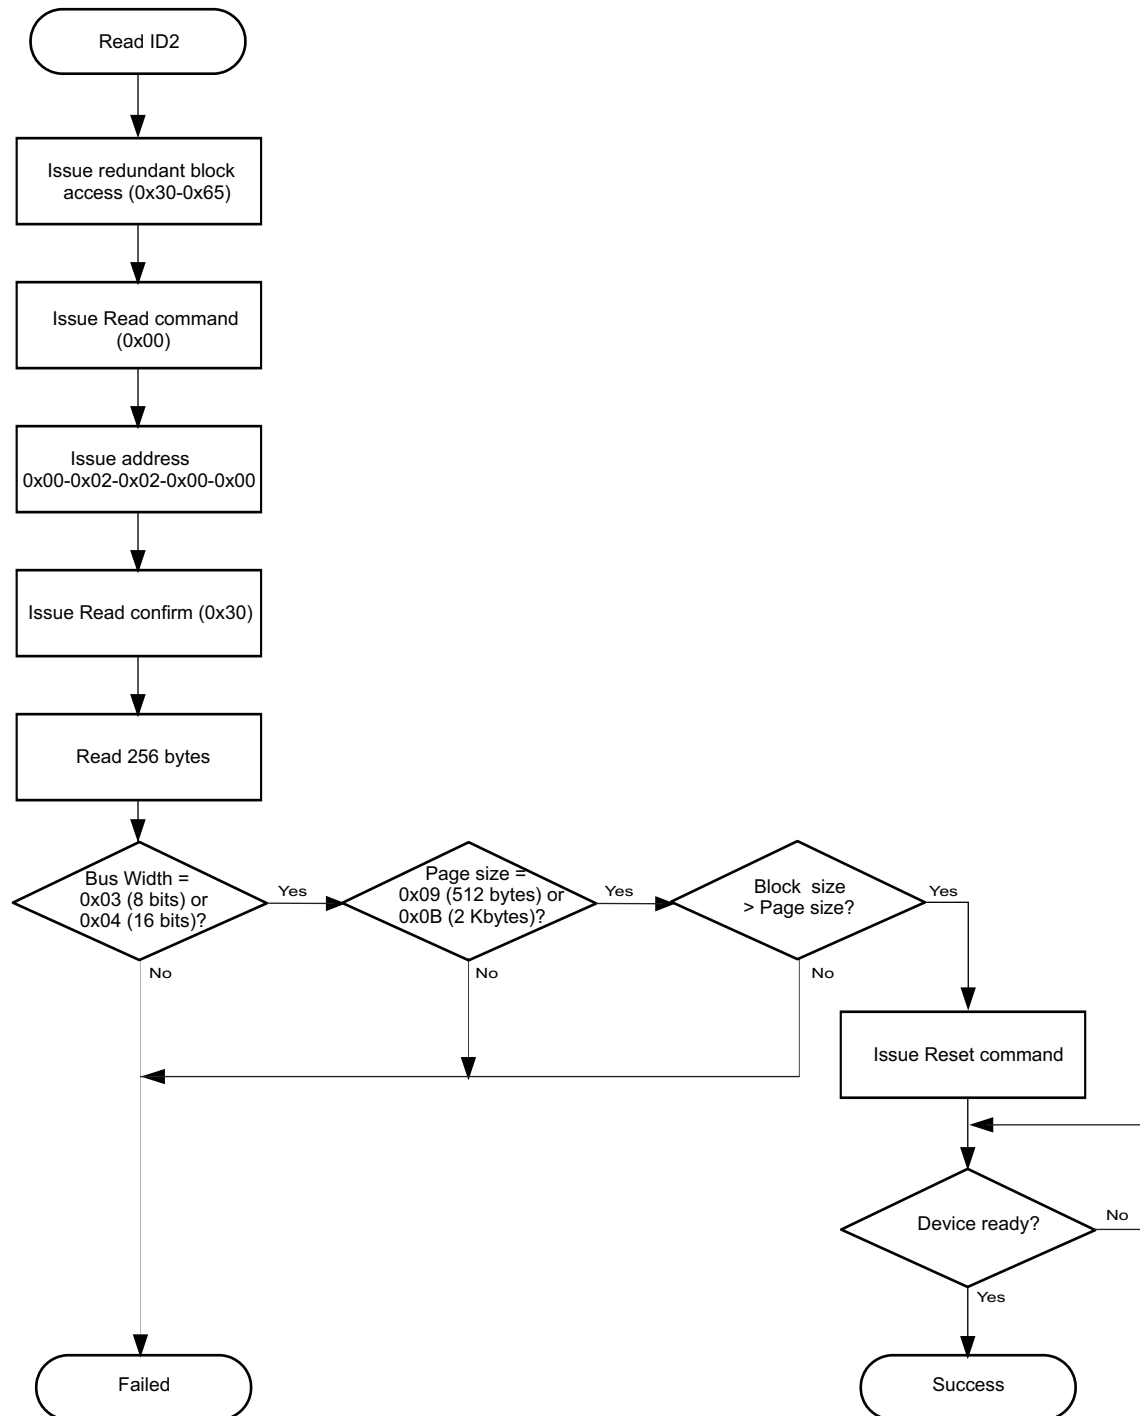 Read ID2
Issue redundant block
access (0x30-0x65)
Issue Read command
(0x00)
Issue address
0x00-0x02-0x02-0x00-0x00
Issue Read confirm (0x30)
Read 256 bytes
Bus Width =
0x03 (8 bits) or
0x04 (16 bits)?
Yes
No
Page size =
0x09 (512 bytes) or
0x0B (2 Kbytes)?
Yes
No
Block size
> Page size?
Yes
No
Issue Reset command
Device ready?
No
Yes
Failed
Success